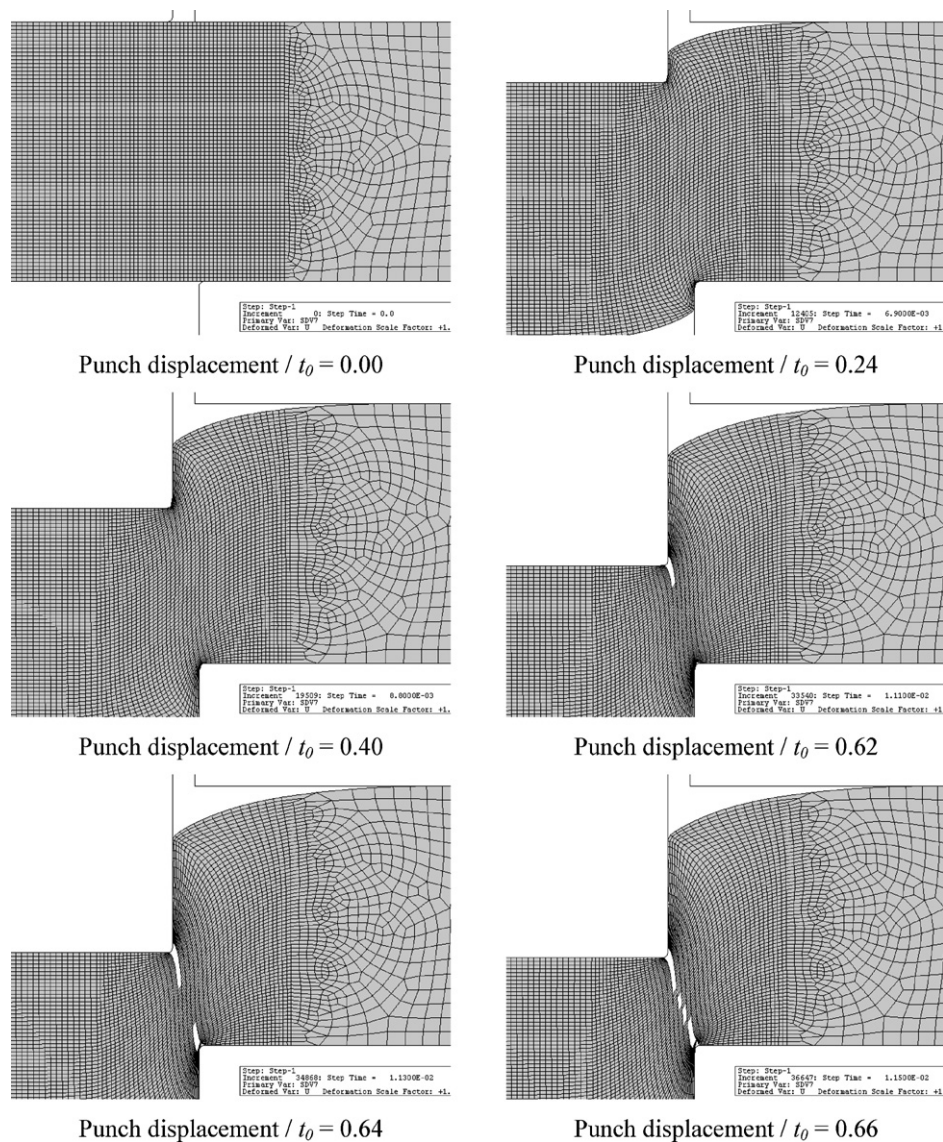 Step: Step-1
Increment 0: Step Time = 0.0
Primary Var: SDV7
Deformed Var: U Deformation Scale Factor: +1.
Punch displacement / t0 = 0.00
Step: Step-1
Increment 12405: Step Time = 6.9000E-03
Primary Var: SDV7
Deformed Var: U Deformation Scale Factor: +1.
Punch displacement / t0 = 0.24
Step: Step-1
Increment 19509: Step Time = 8.8000E-03
Primary Var: SDV7
Deformed Var: U Deformation Scale Factor: +1.
Punch displacement / t0 = 0.40
Step: Step-1
Increment 33540: Step Time = 1.1100E-02
Primary Var: SDV7
Deformed Var: U Deformation Scale Factor: +1.
Punch displacement / t0 = 0.62
Step: Step-1
Increment 34868: Step Time = 1.1300E-02
Primary Var: SDV7
Deformed Var: U Deformation Scale Factor: +1.
Punch displacement / t0 = 0.64
Step: Step-1
Increment 36647: Step Time = 1.1500E-02
Primary Var: SDV7
Deformed Var: U Deformation Scale Factor: +1.
Punch displacement / t0 = 0.66